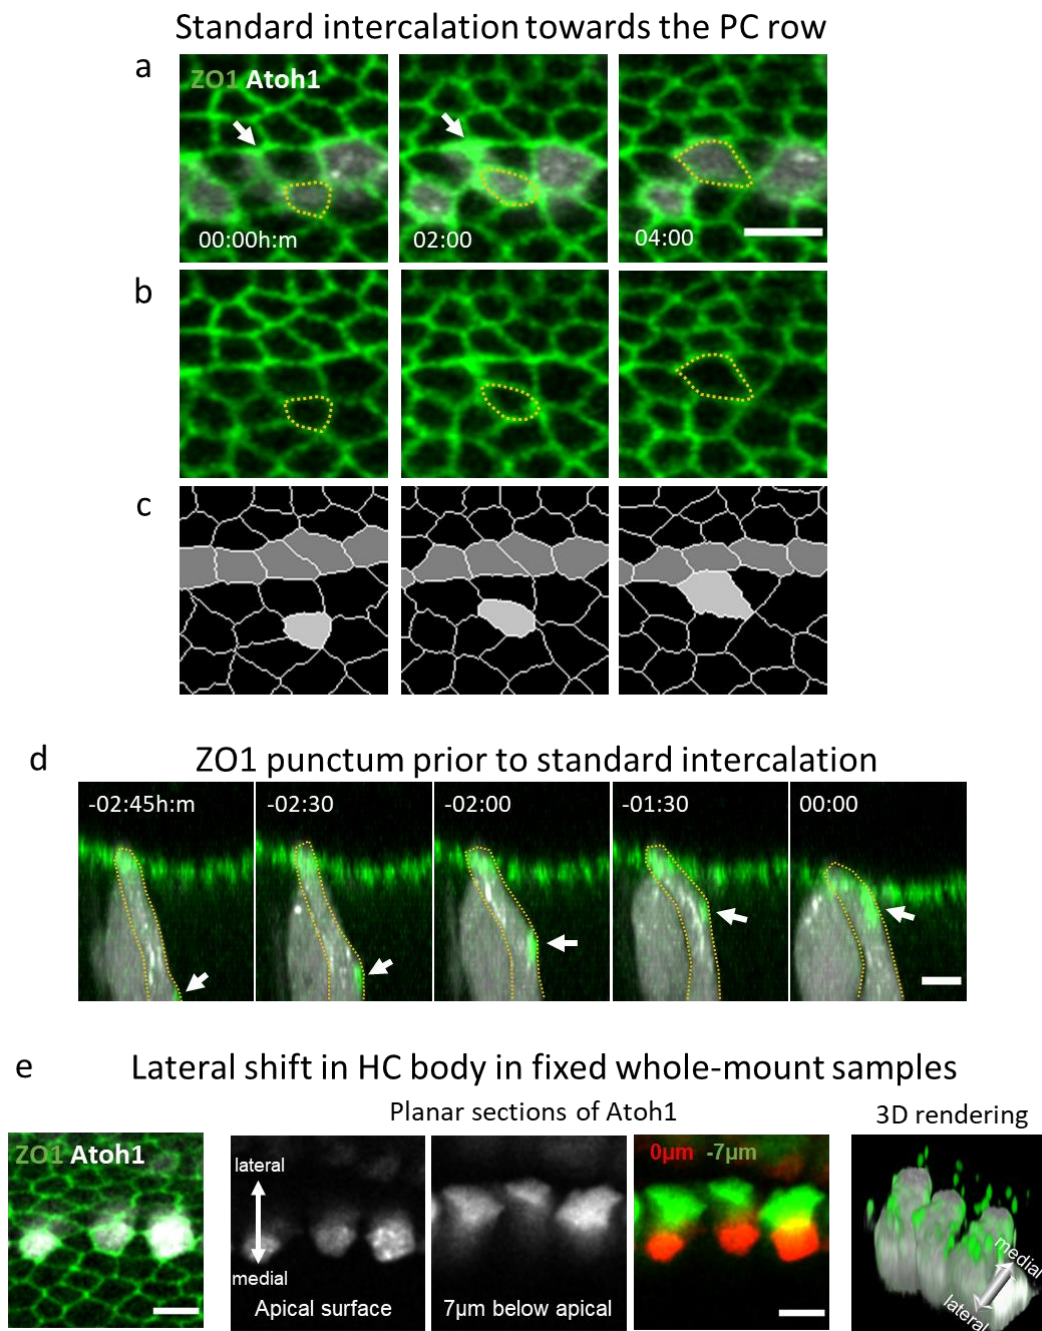 Standard intercalation towards the PC row
a
ZO1 Atoh1
00:00h:m
02:00
04:00
b
c
d
ZO1 punctum prior to standard intercalation
-02:45h:m
-02:30
-02:00
-01:30
00:00
e
Lateral shift in HC body in fixed whole-mount samples
Planar sections of Atoh1
3D rendering
ZO1 Atoh1
lateral
medial
Apical surface
7µm below apical
0µm -7µm
medial
lateral